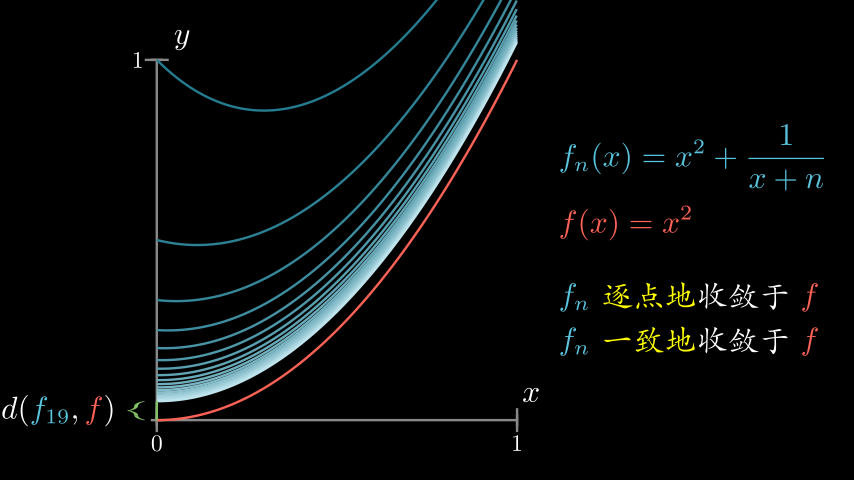 y
1
f_n(x) = x^2 + \frac{1}{x+n}
f(x) = x^2
f_n 逐点地收敛于 f
f_n 一致地收敛于 f
d(f_{19}, f)
x
0
1